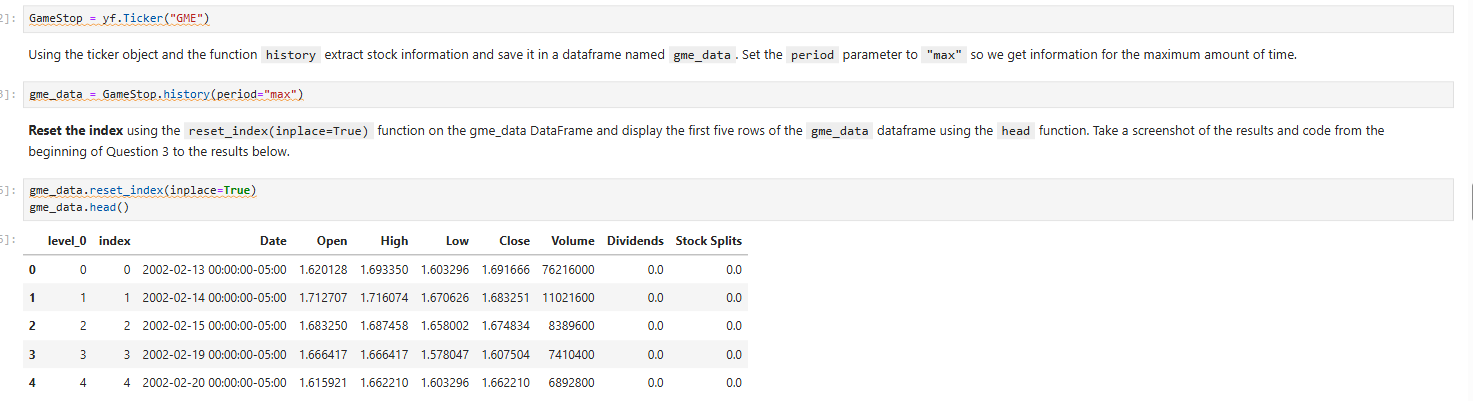 2]: GameStop = yf.Ticker("GME")
Using the ticker object and the function history extract stock information and save it in a dataframe named gme_data . Set the period parameter to "max" so we get information for the maximum amount of time.
3]: gme_data = GameStop.history(period="max")
Reset the index using the reset_index(inplace=True) function on the gme_data DataFrame and display the first five rows of the gme_data dataframe using the head function. Take a screenshot of the results and code from the
beginning of Question 3 to the results below.
5]: gme_data.reset_index(inplace=True)
gme_data.head()
5]: level_0 index Date Open High Low Close Volume Dividends Stock Splits
0 0 0 2002-02-13 00:00:00-05:00 1.620128 1.693350 1.603296 1.691666 76216000 0.0 0.0
1 1 1 2002-02-14 00:00:00-05:00 1.712707 1.716074 1.670626 1.683251 11021600 0.0 0.0
2 2 2 2002-02-15 00:00:00-05:00 1.683250 1.687458 1.658002 1.674834 8389600 0.0 0.0
3 3 3 2002-02-19 00:00:00-05:00 1.666417 1.666417 1.578047 1.607504 7410400 0.0 0.0
4 4 4 2002-02-20 00:00:00-05:00 1.615921 1.662210 1.603296 1.662210 6892800 0.0 0.0